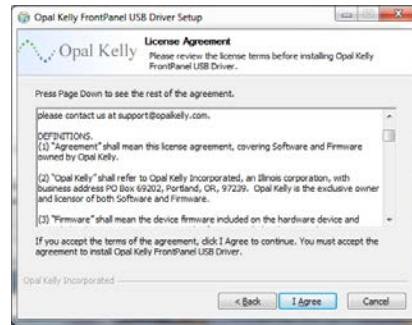 Opal Kelly FrontPanel USB Driver Setup
Opal Kelly
License Agreement
Please review the license terms before installing Opal Kelly
FrontPanel USB Driver.
Press Page Down to see the rest of the agreement.
please contact us at support@opalkelly.com.
DEFINITIONS.
(1) "Agreement" shall mean this license agreement, covering Software and Firmware
owned by Opal Kelly.
(2) "Opal Kelly" shall refer to Opal Kelly Incorporated, an Illinois corporation, with
business address PO Box 69202, Portland, OR, 97239. Opal Kelly is the exclusive owner
and licensor of both Software and Firmware.
(3) "Firmware" shall mean the device firmware included on the hardware device and
If you accept the terms of the agreement, click I Agree to continue. You must accept the
agreement to install Opal Kelly FrontPanel USB Driver.
Opal Kelly Incorporated
< Back
I Agree
Cancel